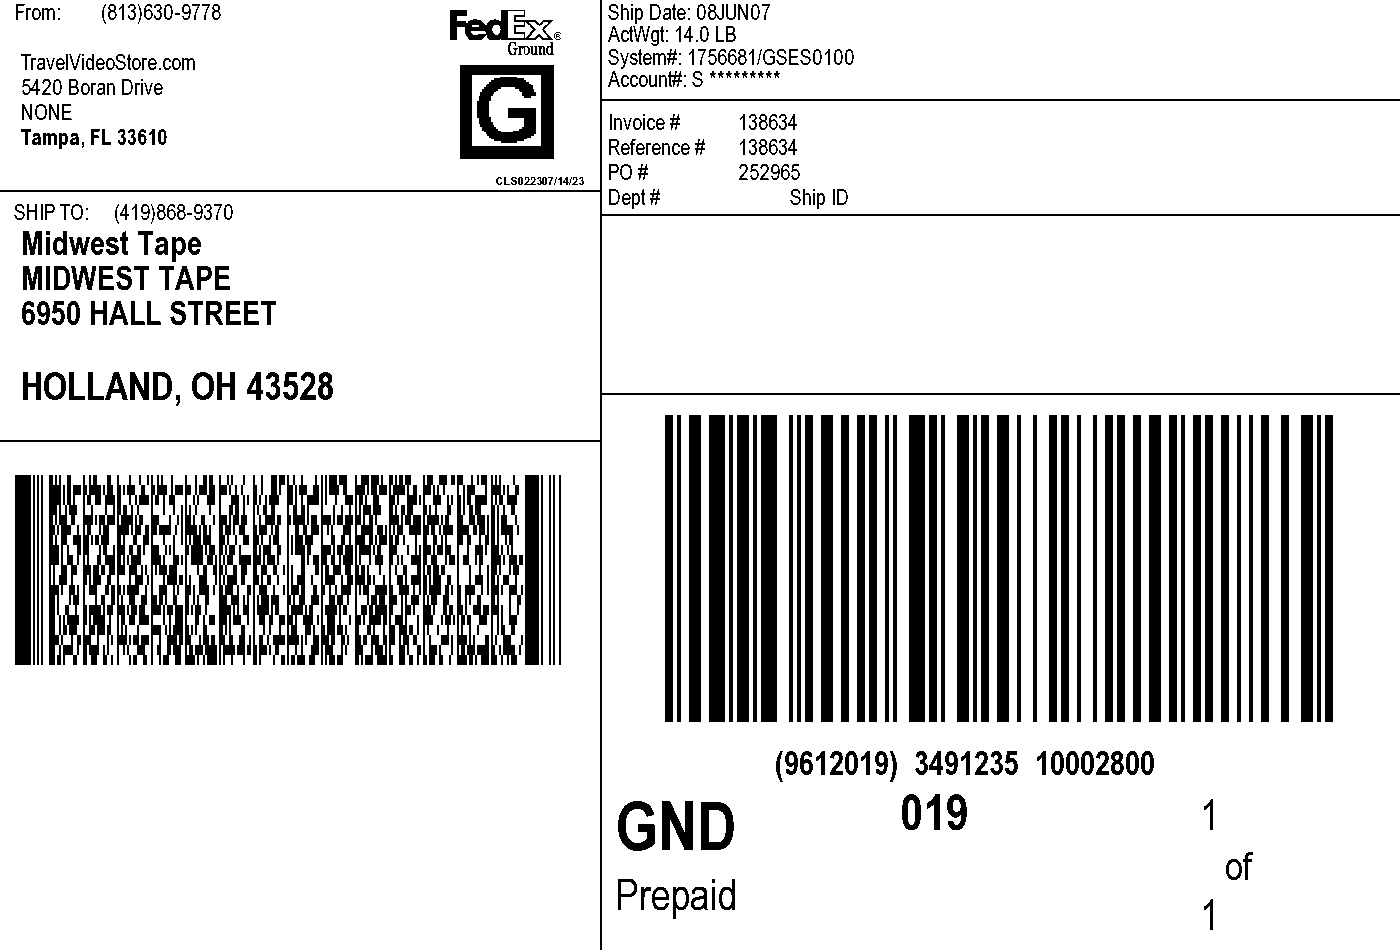 From: (813)630-9778
TravelVideoStore.com
5420 Boran Drive
NONE
Tampa, FL 33610
FedEx®
Ground
G
CLS022307/14/23
Ship Date: 08JUN07
ActWgt: 14.0 LB
System#: 1756681/GSES0100
Account#: S *********
Invoice # 138634
Reference # 138634
PO # 252965
Dept # Ship ID
SHIP TO: (419)868-9370
Midwest Tape
MIDWEST TAPE
6950 HALL STREET
HOLLAND, OH 43528
(9612019) 3491235 10002800
GND 019 1
of
Prepaid 1